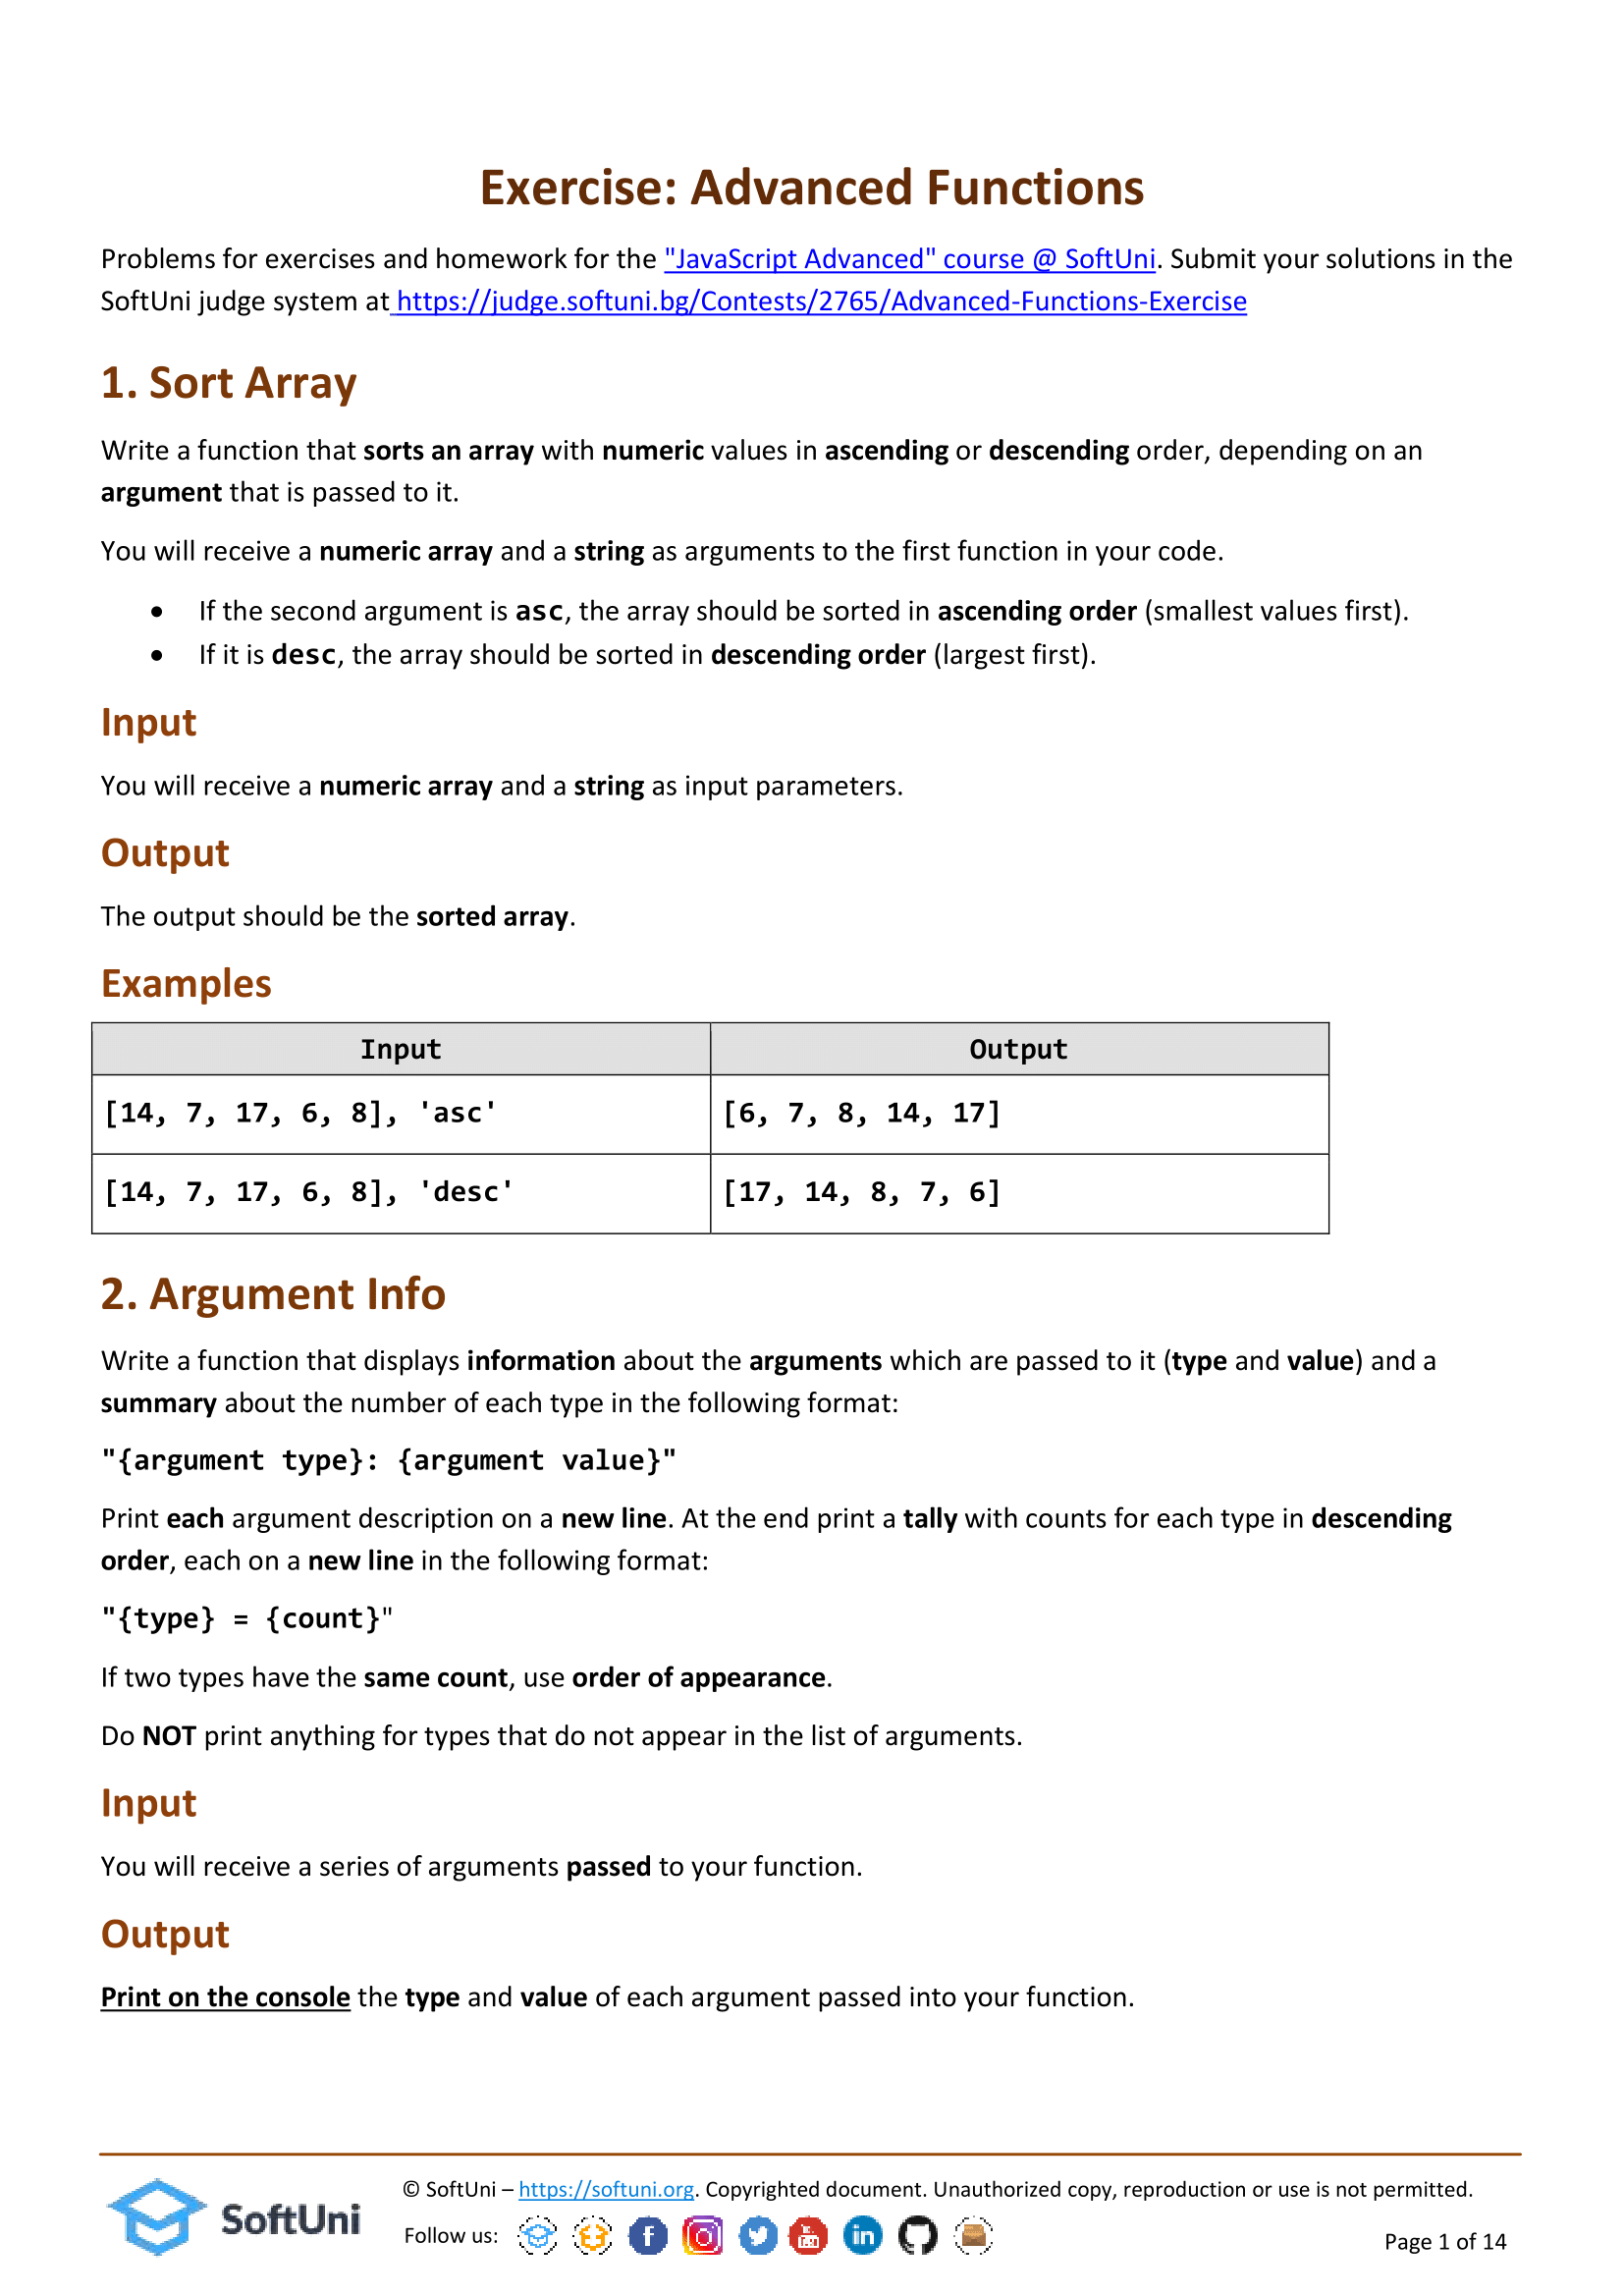 Exercise: Advanced Functions
Problems for exercises and homework for the "JavaScript Advanced" course @ SoftUni. Submit your solutions in the
SoftUni judge system at https://judge.softuni.bg/Contests/2765/Advanced-Functions-Exercise
1. Sort Array
Write a function that sorts an array with numeric values in ascending or descending order, depending on an
argument that is passed to it.
You will receive a numeric array and a string as arguments to the first function in your code.
• If the second argument is asc, the array should be sorted in ascending order (smallest values first).
• If it is desc, the array should be sorted in descending order (largest first).
Input
You will receive a numeric array and a string as input parameters.
Output
The output should be the sorted array.
Examples
Input Output
[14, 7, 17, 6, 8], 'asc' [6, 7, 8, 14, 17]
[14, 7, 17, 6, 8], 'desc' [17, 14, 8, 7, 6]
2. Argument Info
Write a function that displays information about the arguments which are passed to it (type and value) and a
summary about the number of each type in the following format:
"{argument type}: {argument value}"
Print each argument description on a new line. At the end print a tally with counts for each type in descending
order, each on a new line in the following format:
"{type} = {count}"
If two types have the same count, use order of appearance.
Do NOT print anything for types that do not appear in the list of arguments.
Input
You will receive a series of arguments passed to your function.
Output
Print on the console the type and value of each argument passed into your function.
SoftUni
© SoftUni – https://softuni.org. Copyrighted document. Unauthorized copy, reproduction or use is not permitted.
Follow us:
Page 1 of 14